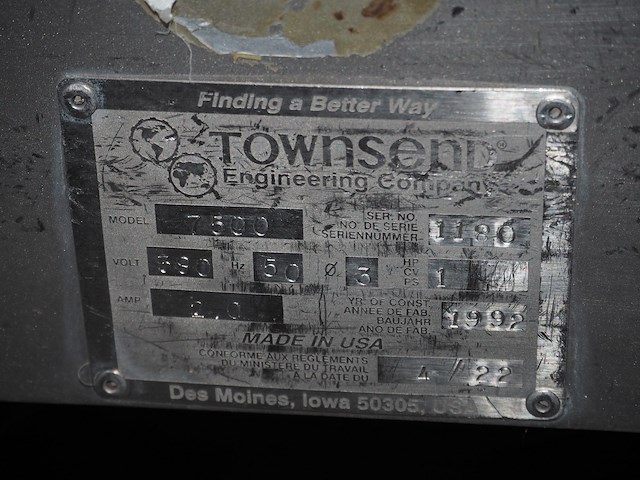 Finding a Better Way
TOWNSEND®
Engineering Company
MODEL 7500
SER. NO.
NO. DE SERIE
SERIENNUMMER 1120
VOLT 390 Hz 50 Ø 3
HP
CV
PS 1
AMP 2.0
YR. OF CONST.
ANNEE DE FAB.
BAUJAHR
ANO DE FAB. 1992
MADE IN USA
CONFORME AUX REGLEMENTS
DU MINISTERE DU TRAVAIL
A LA DATE DU 4/22
Des Moines, Iowa 50305, USA